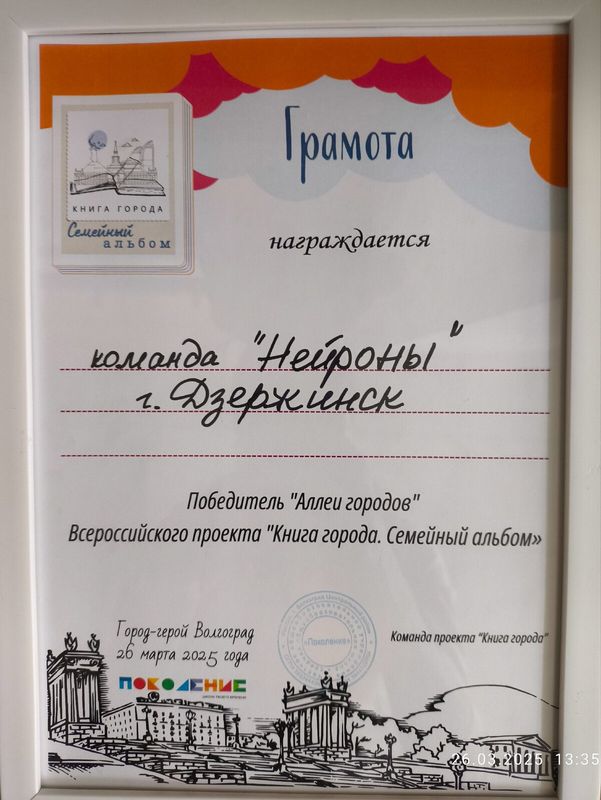 Грамота
КНИГА ГОРОДА
Семейный
альбом
награждается
команда "Нейроны"
г. Дзержинск
Победитель "Аллеи городов"
Всероссийского проекта "Книга города. Семейный альбом»
Город-герой Волгоград
26 марта 2025 года
ПОКОЛЕНИЕ
«Поколение»
Команда проекта "Книга города"
26.03.2025 13:35